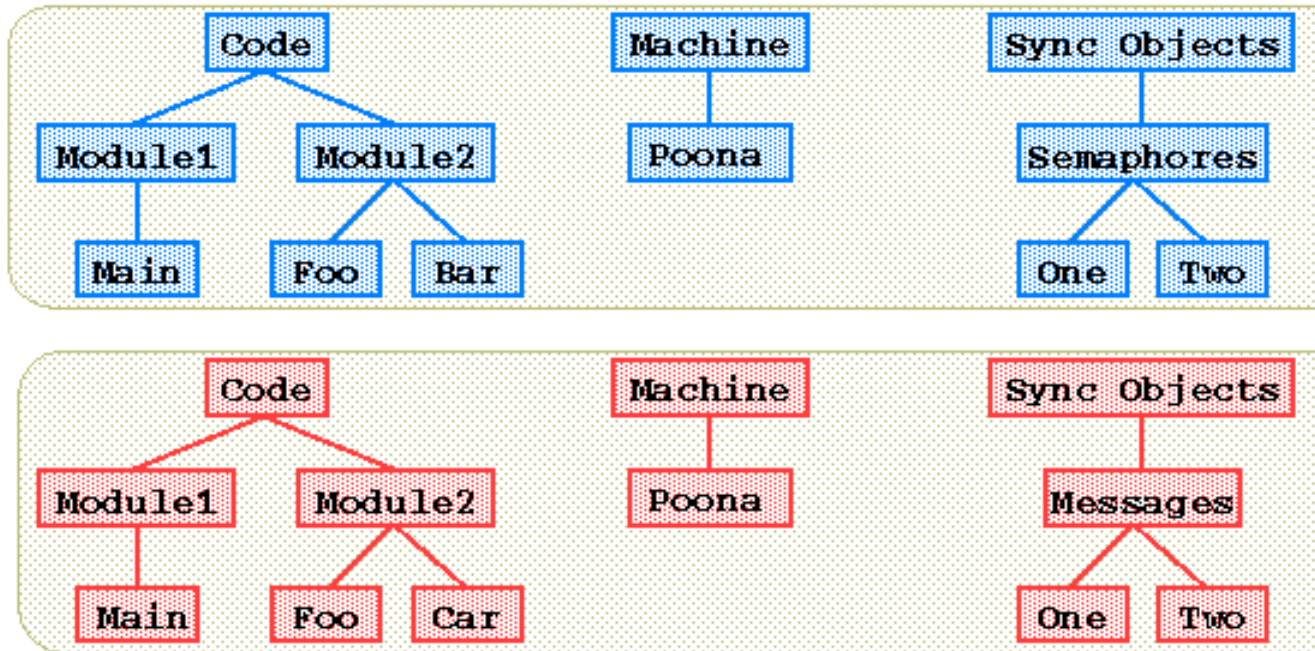 Code Machine Sync Objects
Module1 Module2 Poona Semaphores
Main Foo Bar One Two
Code Machine Sync Objects
Module1 Module2 Poona Messages
Main Foo Car One Two